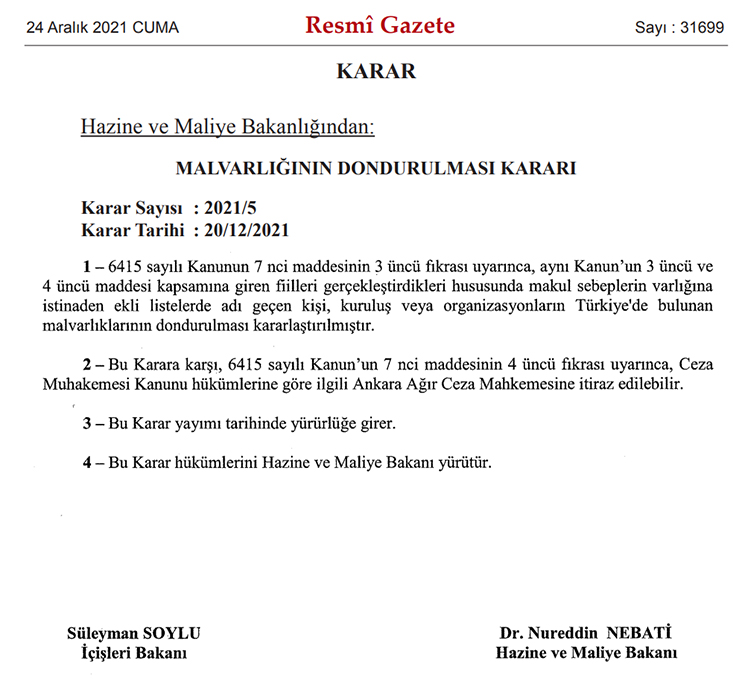 24 Aralık 2021 CUMA Resmî Gazete Sayı : 31699
KARAR
Hazine ve Maliye Bakanlığından:
MALVARLIĞININ DONDURULMASI KARARI
Karar Sayısı : 2021/5
Karar Tarihi : 20/12/2021
1 – 6415 sayılı Kanunun 7 nci maddesinin 3 üncü fıkrası uyarınca, aynı Kanun’un 3 üncü ve
4 üncü maddesi kapsamına giren fiilleri gerçekleştirdikleri hususunda makul sebeplerin varlığına
istinaden ekli listelerde adı geçen kişi, kuruluş veya organizasyonların Türkiye'de bulunan
malvarlıklarının dondurulması kararlaştırılmıştır.
2 – Bu Karara karşı, 6415 sayılı Kanun’un 7 nci maddesinin 4 üncü fıkrası uyarınca, Ceza
Muhakemesi Kanunu hükümlerine göre ilgili Ankara Ağır Ceza Mahkemesine itiraz edilebilir.
3 – Bu Karar yayımı tarihinde yürürlüğe girer.
4 – Bu Karar hükümlerini Hazine ve Maliye Bakanı yürütür.
Süleyman SOYLU Dr. Nureddin NEBATİ
İçişleri Bakanı Hazine ve Maliye Bakanı